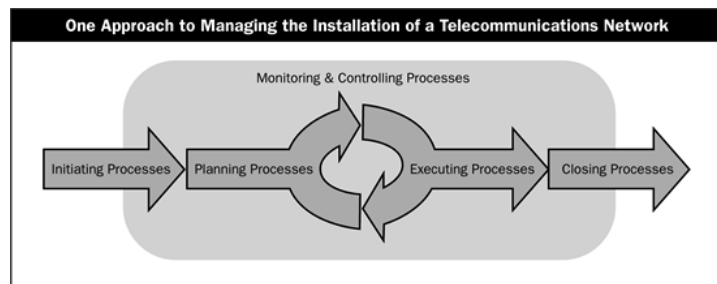 One Approach to Managing the Installation of a Telecommunications Network
Monitoring & Controlling Processes
Initiating Processes
Planning Processes
Executing Processes
Closing Processes